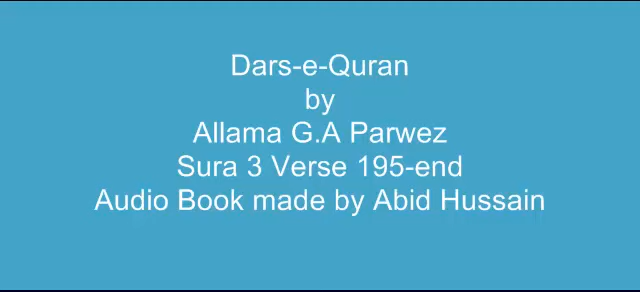 Dars-e-Quran
by
Allama G.A Parwez
Sura 3 Verse 195-end
Audio Book made by Abid Hussain